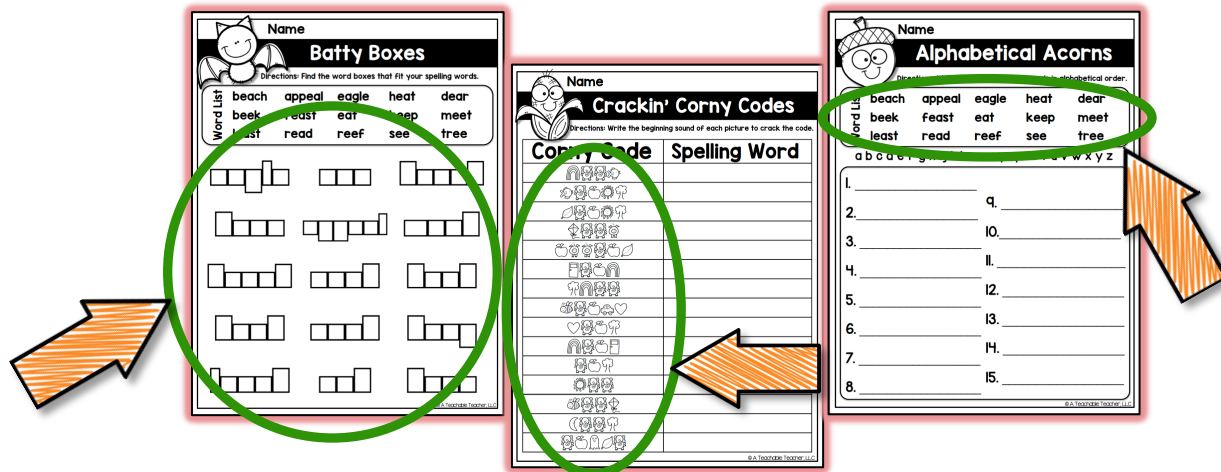 Name
Batty Boxes
Directions: Find the word boxes that fit your spelling words.
Word List
beach appeal eagle heat dear
beek feast eat keep meet
least read reef see tree
© A Teachable Teacher, LLC
Name
Crackin' Corny Codes
Directions: Write the beginning sound of each picture to crack the code.
Corny Code Spelling Word
© A Teachable Teacher, LLC
Name
Alphabetical Acorns
alphabetical order.
Word List
beach appeal eagle heat dear
beek feast eat keep meet
least read reef see tree
a b c d e f g v w x y z
1.
2.
3.
4.
5.
6.
7.
8.
9.
10.
11.
12.
13.
14.
15.
© A Teachable Teacher, LLC